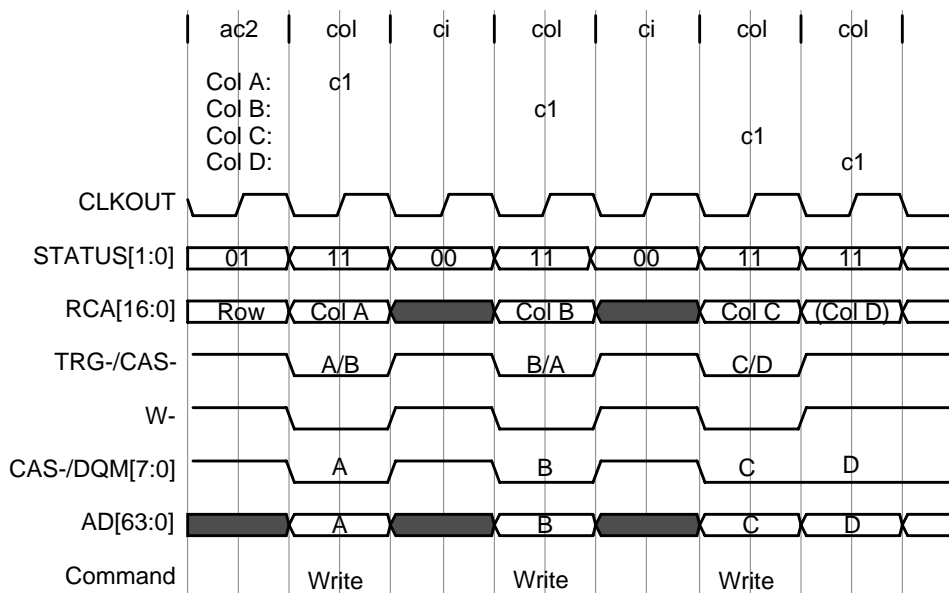 ac2 col ci col ci col col
Col A: c1
Col B: c1
Col C: c1
Col D: c1
CLKOUT
STATUS[1:0] 01 11 00 11 00 11 11
RCA[16:0] Row Col A Col B Col C (Col D)
TRG-/CAS- A/B B/A C/D
W-
CAS-/DQM[7:0] A B C D
AD[63:0] A B C D
Command Write Write Write